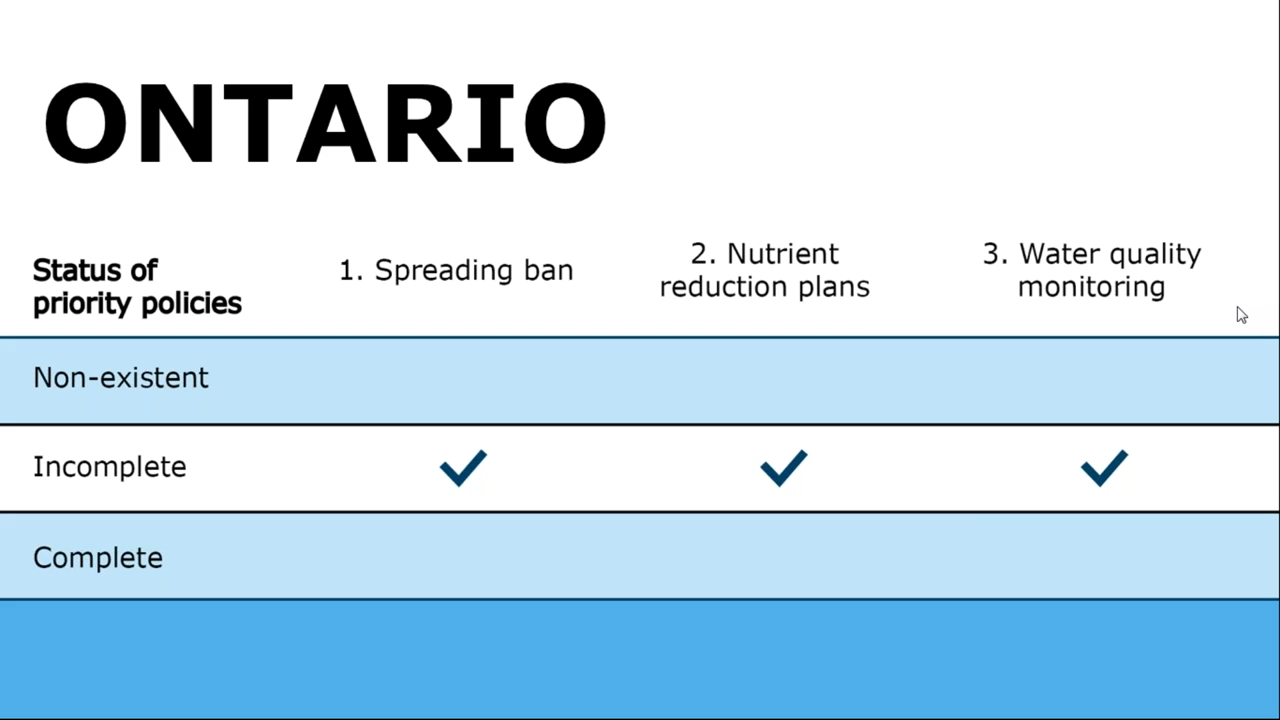 ONTARIO
Status of
priority policies
1. Spreading ban
2. Nutrient
reduction plans
3. Water quality
monitoring
Non-existent
Incomplete
Complete